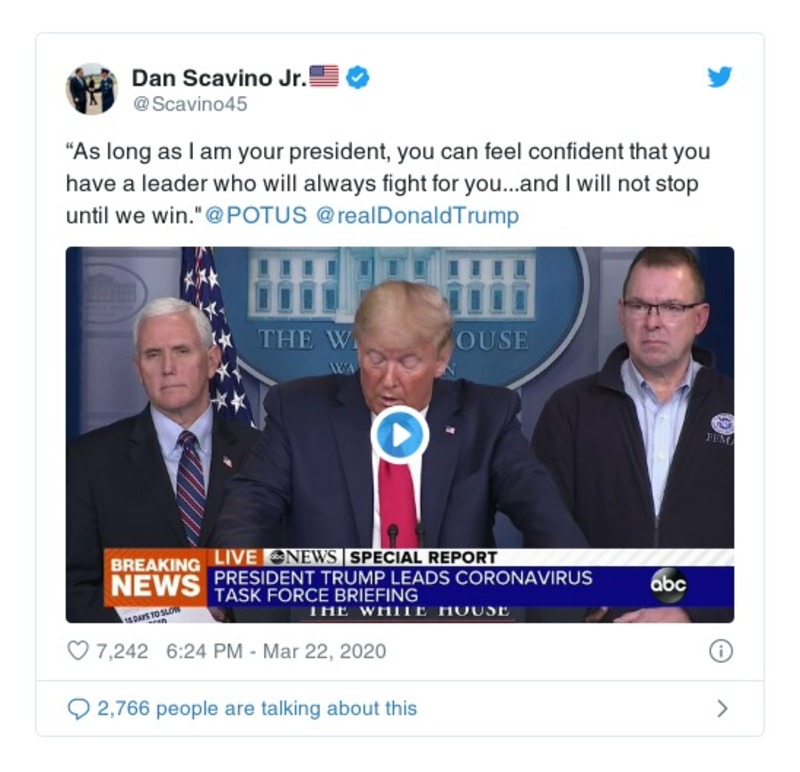 Dan Scavino Jr.
@Scavino45
“As long as I am your president, you can feel confident that you
have a leader who will always fight for you...and I will not stop
until we win."@POTUS @realDonaldTrump
THE W OUSE
WA N
FEMA
BREAKING
NEWS
LIVE abc NEWS SPECIAL REPORT
PRESIDENT TRUMP LEADS CORONAVIRUS
TASK FORCE BRIEFING
abc
15 DAYS TO SLOW
THE WHITE HOUSE
7,242 6:24 PM - Mar 22, 2020
2,766 people are talking about this